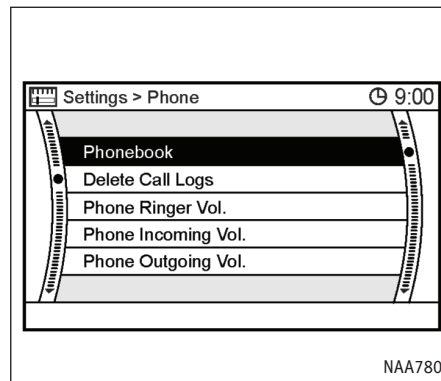 Settings > Phone 9:00
Phonebook
Delete Call Logs
Phone Ringer Vol.
Phone Incoming Vol.
Phone Outgoing Vol.
NAA780